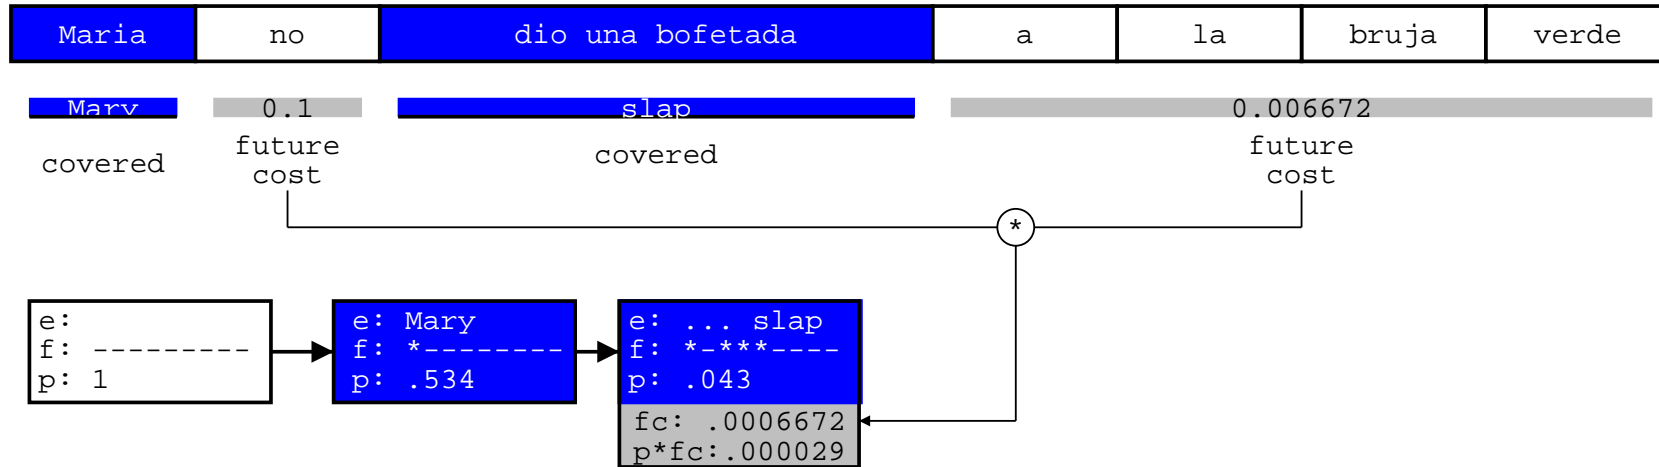 Maria no dio una bofetada a la bruja verde
Mary 0.1 slap 0.006672
covered future cost covered future cost
*
e:
f: ---------
p: 1
e: Mary
f: *--------
p: .534
e: ... slap
f: *-***----
p: .043
fc: .0006672
p*fc:.000029